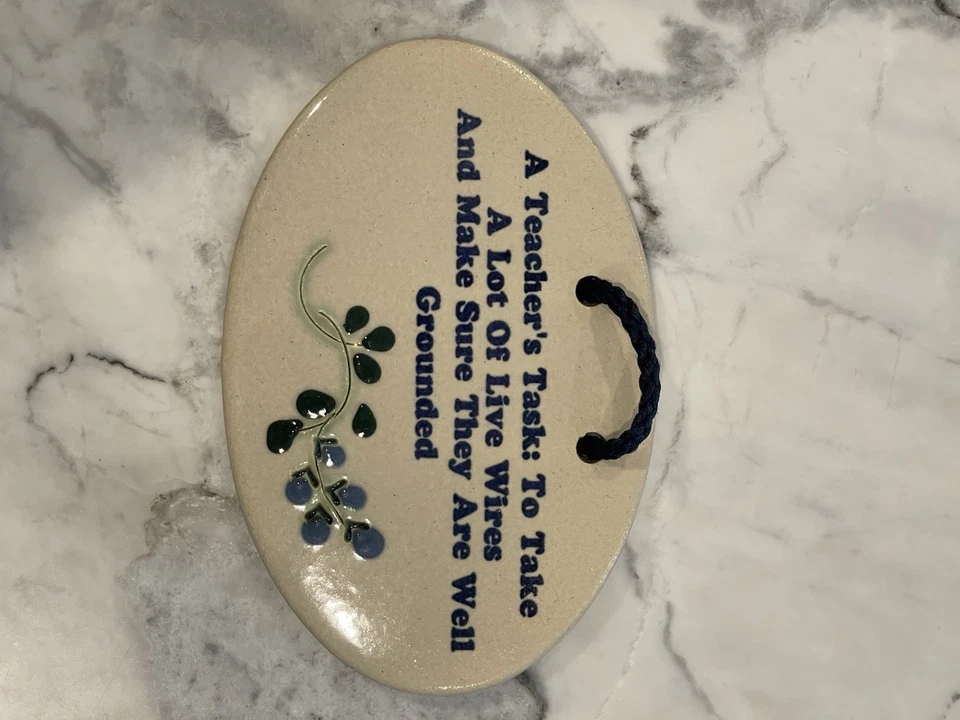 A Teacher's Task: To Take
A Lot Of Live Wires
And Make Sure They Are Well
Grounded